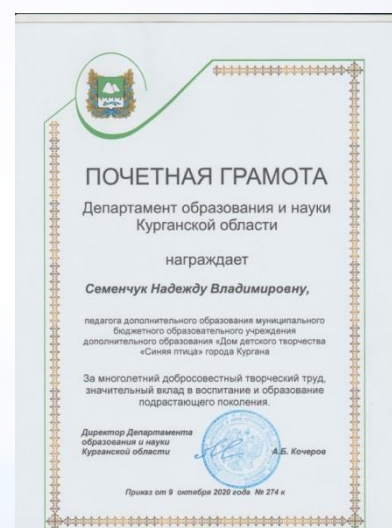 ПОЧЕТНАЯ ГРАМОТА
Департамент образования и науки
Курганской области
награждает
Семенчук Надежду Владимировну,
педагога дополнительного образования муниципального
бюджетного образовательного учреждения
дополнительного образования «Дом детского творчества
«Синяя птица» города Кургана
За многолетний добросовестный творческий труд,
значительный вклад в воспитание и образование
подрастающего поколения.
Директор Департамента
образования и науки
Курганской области А.Б. Кочеров
Приказ от 9 октября 2020 года № 274 к